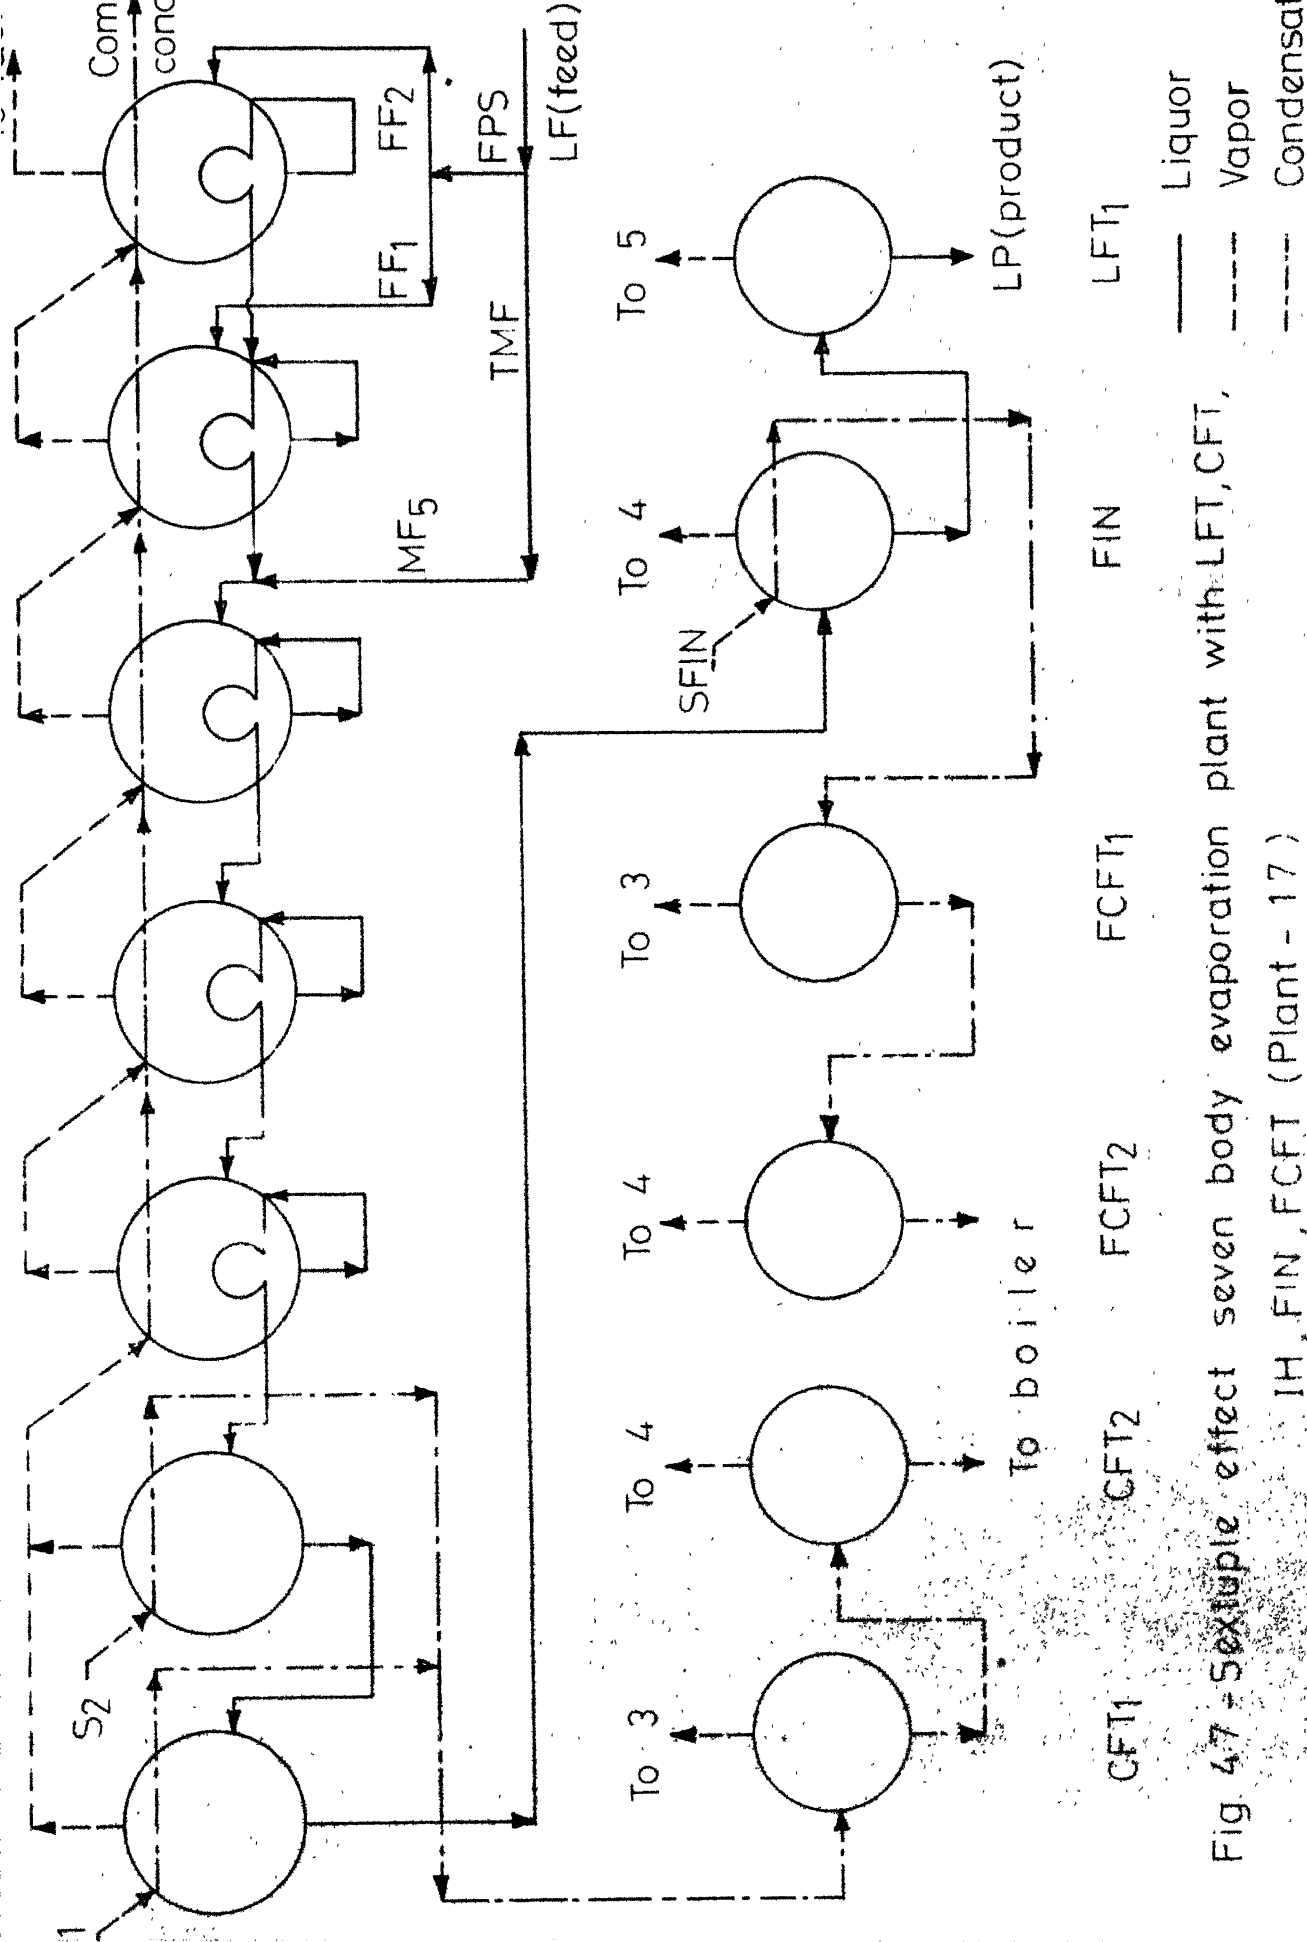 Com
cond
FF1
FF2
FPS
LF(feed)
TMF
MF5
S2
1
To 3
To 4
To 4
To 3
To 4
To 5
SFIN
LP(product)
To boiler
CFT1
CFT2
FCFT2
FCFT1
FIN
LFT1
Liquor
Vapor
Condensat
Fig. 4.7 - Sextuple effect seven body evaporation plant with LFT, CFT,
IH, FIN, FCFT (Plant - 17)